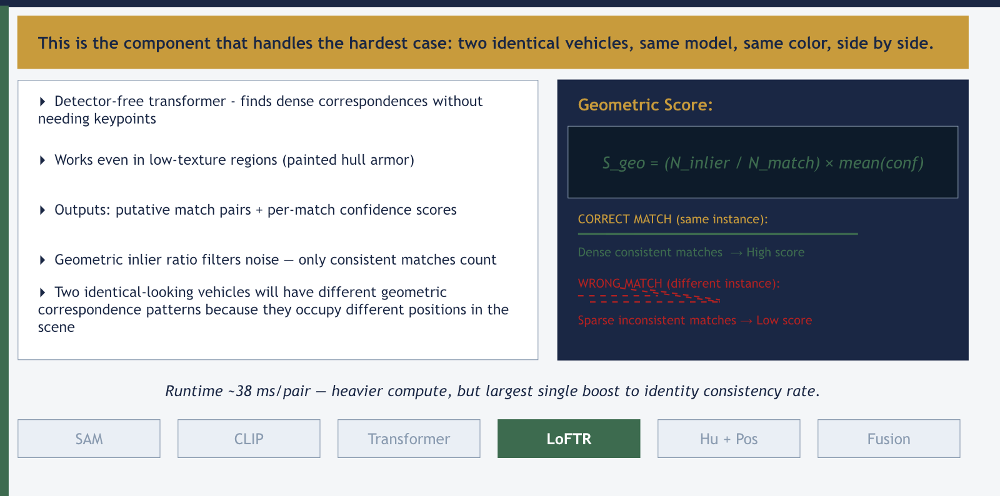 This is the component that handles the hardest case: two identical vehicles, same model, same color, side by side.
⏵ Detector-free transformer - finds dense correspondences without
needing keypoints
⏵ Works even in low-texture regions (painted hull armor)
⏵ Outputs: putative match pairs + per-match confidence scores
⏵ Geometric inlier ratio filters noise — only consistent matches count
⏵ Two identical-looking vehicles will have different geometric
correspondence patterns because they occupy different positions in the
scene
Geometric Score:
S_geo = (N_inlier / N_match) × mean(conf)
CORRECT MATCH (same instance):
Dense consistent matches → High score
WRONG MATCH (different instance):
Sparse inconsistent matches → Low score
Runtime ~38 ms/pair — heavier compute, but largest single boost to identity consistency rate.
SAM
CLIP
Transformer
LoFTR
Hu + Pos
Fusion